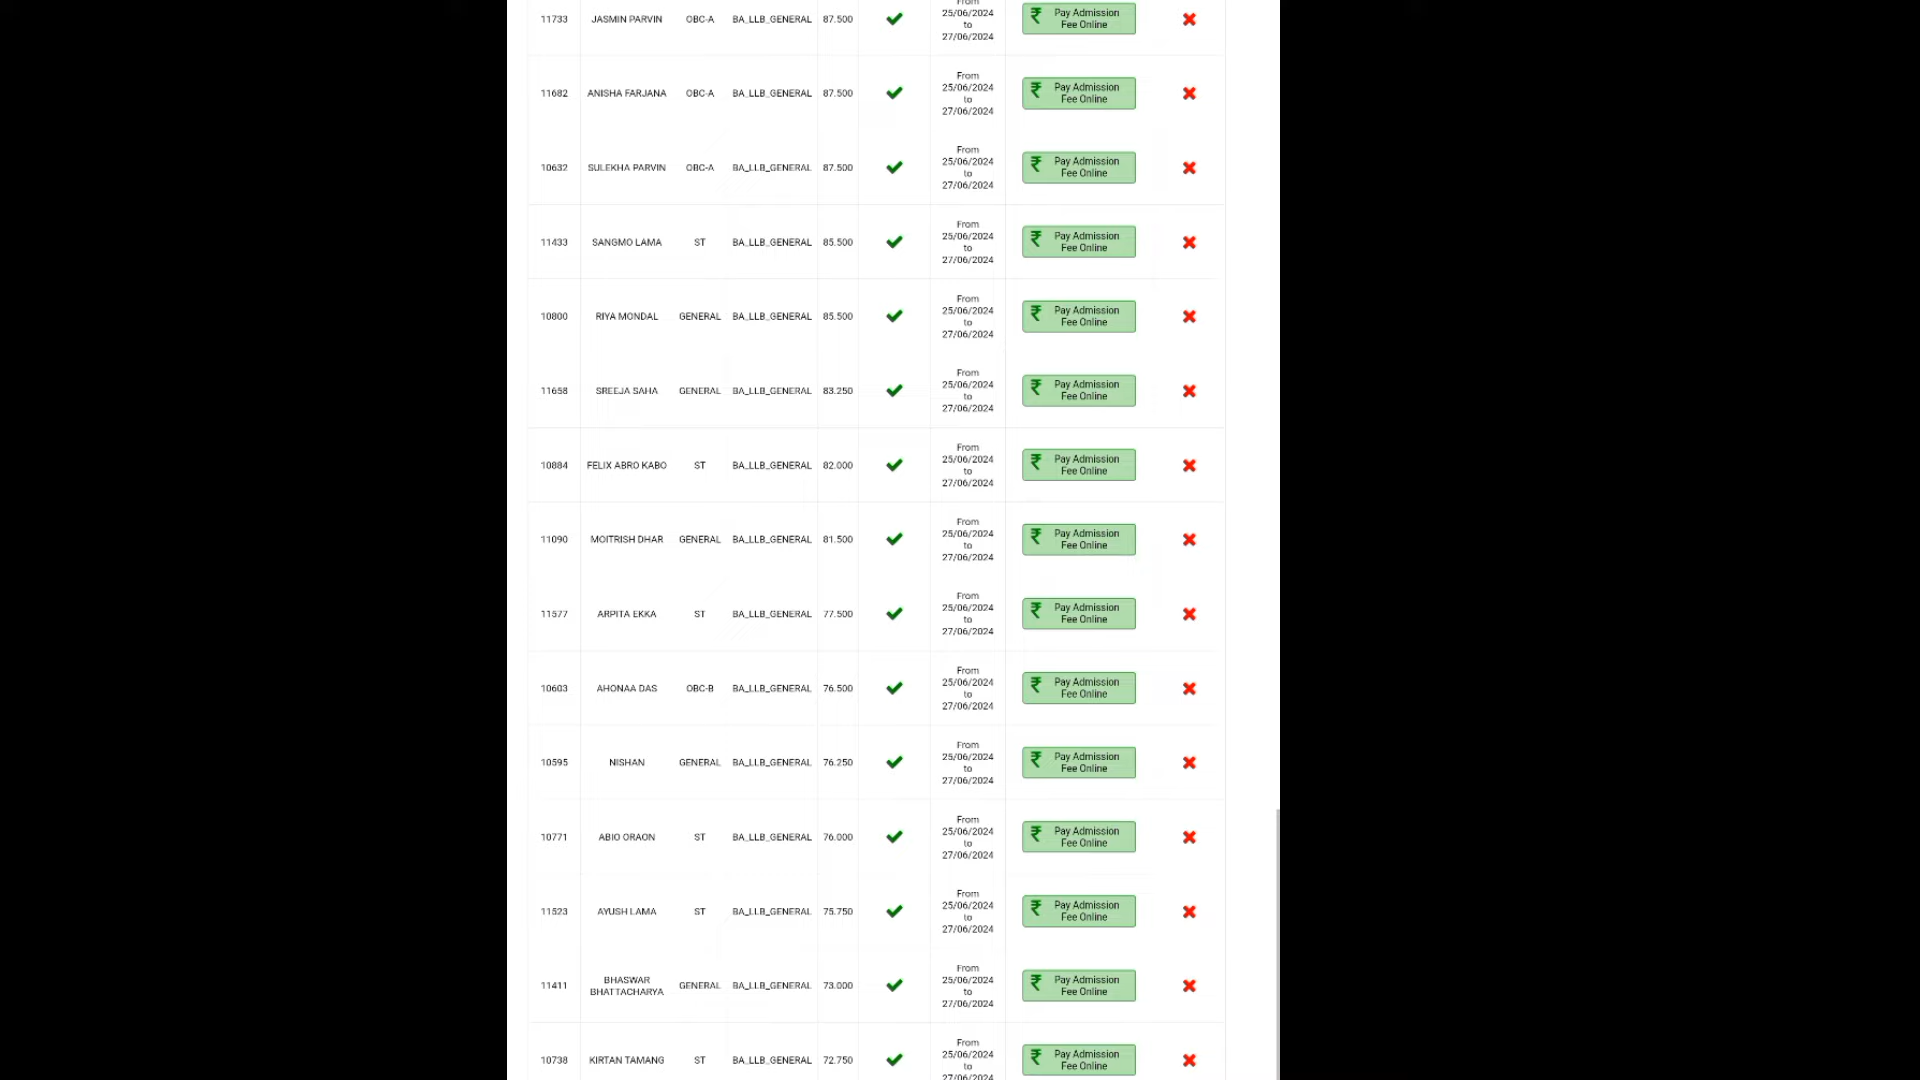 From
11733 JASMIN PARVIN OBC-A BA_LLB_GENERAL 87.500 25/06/2024 to 27/06/2024 ₹ Pay Admission Fee Online
11682 ANISHA FARJANA OBC-A BA_LLB_GENERAL 87.500 From 25/06/2024 to 27/06/2024 ₹ Pay Admission Fee Online
10632 SULEKHA PARVIN OBC-A BA_LLB_GENERAL 87.500 From 25/06/2024 to 27/06/2024 ₹ Pay Admission Fee Online
11433 SANGMO LAMA ST BA_LLB_GENERAL 85.500 From 25/06/2024 to 27/06/2024 ₹ Pay Admission Fee Online
10800 RIYA MONDAL GENERAL BA_LLB_GENERAL 85.500 From 25/06/2024 to 27/06/2024 ₹ Pay Admission Fee Online
11658 SREEJA SAHA GENERAL BA_LLB_GENERAL 83.250 From 25/06/2024 to 27/06/2024 ₹ Pay Admission Fee Online
10884 FELIX ABRO KABO ST BA_LLB_GENERAL 82.000 From 25/06/2024 to 27/06/2024 ₹ Pay Admission Fee Online
11090 MOITRISH DHAR GENERAL BA_LLB_GENERAL 81.500 From 25/06/2024 to 27/06/2024 ₹ Pay Admission Fee Online
11577 ARPITA EKKA ST BA_LLB_GENERAL 77.500 From 25/06/2024 to 27/06/2024 ₹ Pay Admission Fee Online
10603 AHONAA DAS OBC-B BA_LLB_GENERAL 76.500 From 25/06/2024 to 27/06/2024 ₹ Pay Admission Fee Online
10595 NISHAN GENERAL BA_LLB_GENERAL 76.250 From 25/06/2024 to 27/06/2024 ₹ Pay Admission Fee Online
10771 ABIO ORAON ST BA_LLB_GENERAL 76.000 From 25/06/2024 to 27/06/2024 ₹ Pay Admission Fee Online
11523 AYUSH LAMA ST BA_LLB_GENERAL 75.750 From 25/06/2024 to 27/06/2024 ₹ Pay Admission Fee Online
11411 BHASWAR BHATTACHARYA GENERAL BA_LLB_GENERAL 73.000 From 25/06/2024 to 27/06/2024 ₹ Pay Admission Fee Online
10738 KIRTAN TAMANG ST BA_LLB_GENERAL 72.750 From 25/06/2024 to 27/06/2024 ₹ Pay Admission Fee Online